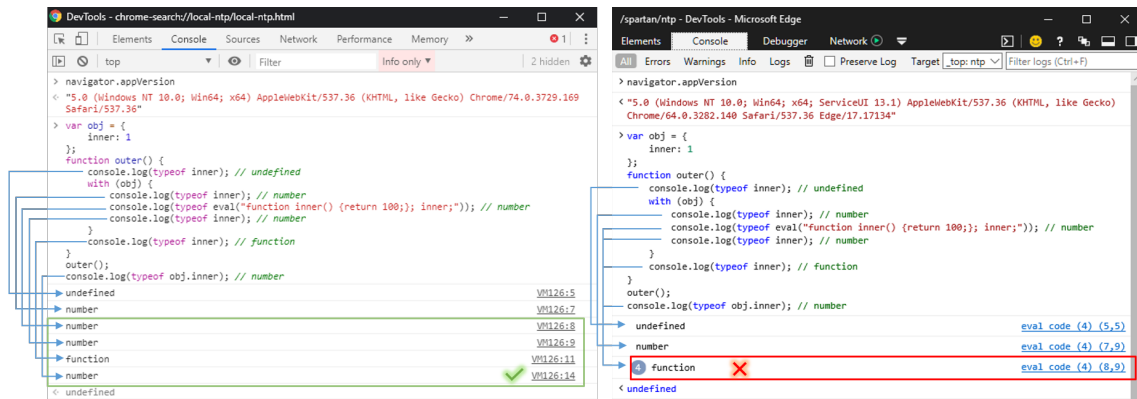 DevTools - chrome-search://local-ntp/local-ntp.html
Elements Console Sources Network Performance Memory » 1
top Filter Info only ▼ 2 hidden
> navigator.appVersion
"5.0 (Windows NT 10.0; Win64; x64) AppleWebKit/537.36 (KHTML, like Gecko) Chrome/74.0.3729.169
Safari/537.36"
> var obj = {
inner: 1
};
function outer() {
console.log(typeof inner); // undefined
with (obj) {
console.log(typeof inner); // number
console.log(typeof eval("function inner() {return 100;}; inner;")); // number
console.log(typeof inner); // number
}
console.log(typeof inner); // function
}
outer();
console.log(typeof obj.inner); // number
undefined VM126:5
number VM126:7
number VM126:8
number VM126:9
function VM126:11
number VM126:14
undefined
/spartan/ntp - DevTools - Microsoft Edge
Elements Console Debugger Network ?
All Errors Warnings Info Logs Preserve Log Target _top: ntp Filter logs (Ctrl+F)
> navigator.appVersion
"5.0 (Windows NT 10.0; Win64; x64; ServiceUI 13.1) AppleWebKit/537.36 (KHTML, like Gecko)
Chrome/64.0.3282.140 Safari/537.36 Edge/17.17134"
> var obj = {
inner: 1
};
function outer() {
console.log(typeof inner); // undefined
with (obj) {
console.log(typeof inner); // number
console.log(typeof eval("function inner() {return 100;}; inner;")); // number
console.log(typeof inner); // number
}
console.log(typeof inner); // function
}
outer();
console.log(typeof obj.inner); // number
undefined eval code (4) (5,5)
number eval code (4) (7,9)
4 function eval code (4) (8,9)
undefined